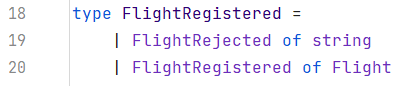 18 type FlightRegistered =
19     | FlightRejected of string
20     | FlightRegistered of Flight